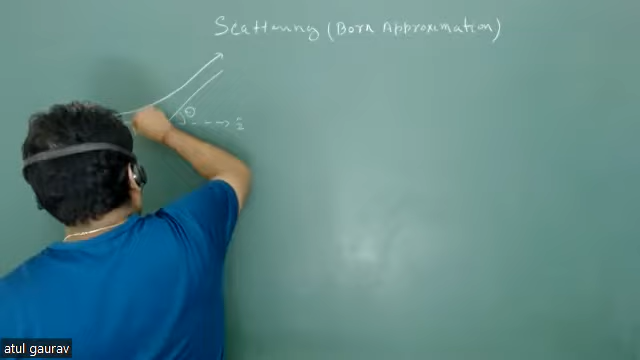 Scattering (Born Approximation)
θ
ẑ
atul gaurav